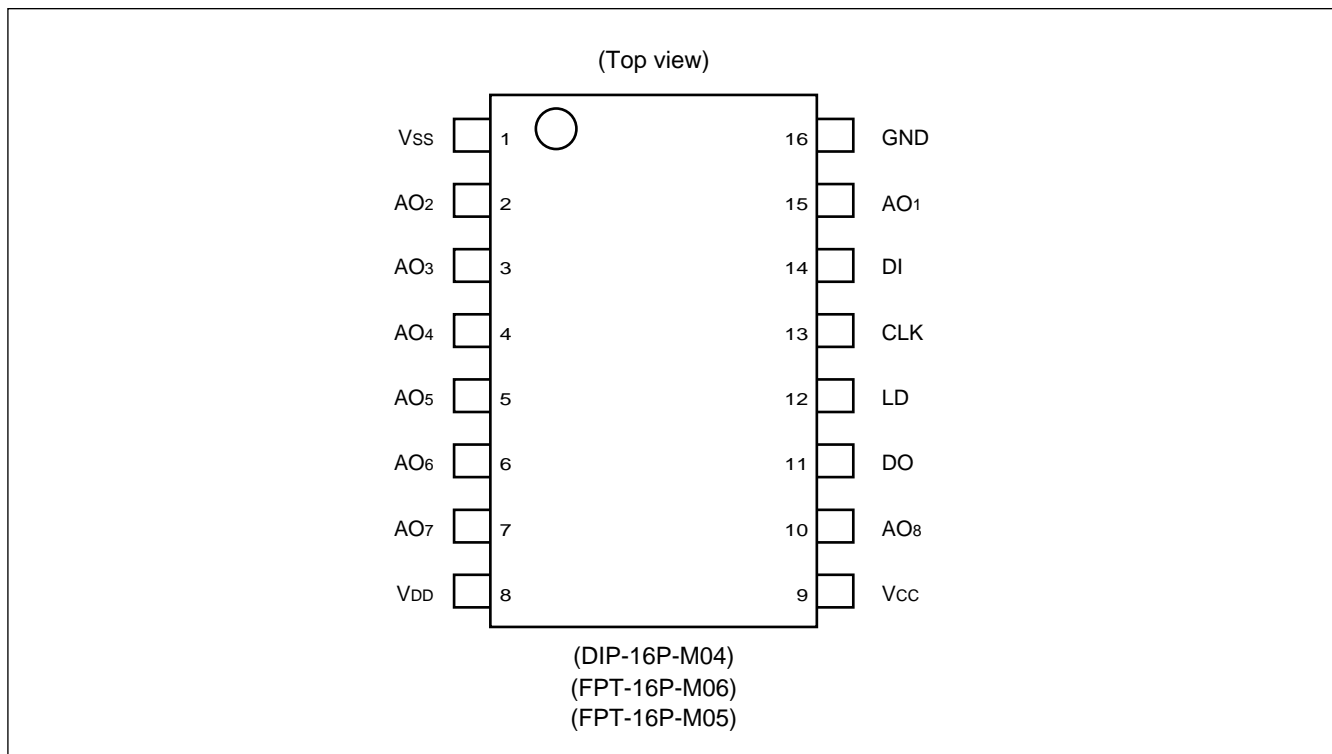 (Top view)
VSS 1 16 GND
AO2 2 15 AO1
AO3 3 14 DI
AO4 4 13 CLK
AO5 5 12 LD
AO6 6 11 DO
AO7 7 10 AO8
VDD 8 9 VCC
(DIP-16P-M04)
(FPT-16P-M06)
(FPT-16P-M05)